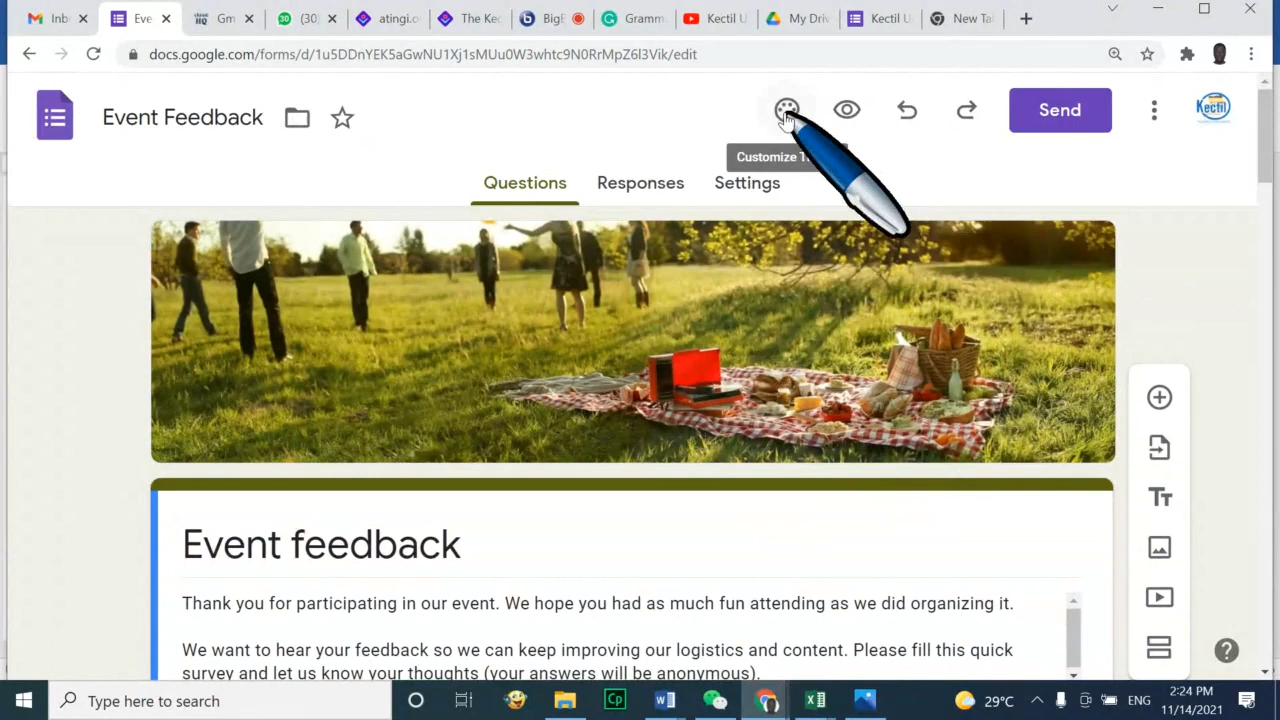 Inb
Eve
Gm
(30)
atingi.o
The Kec
BigE
Gramm
Kectil U
My Driv
Kectil U
New Ta
docs.google.com/forms/d/1u5DDnYEK5aGwNU1Xj1sMUu0W3whtc9N0RrMpZ6l3Vik/edit
Event Feedback
Send
Kectil
Customize T
Questions
Responses
Settings
Event feedback
Thank you for participating in our event. We hope you had as much fun attending as we did organizing it.
We want to hear your feedback so we can keep improving our logistics and content. Please fill this quick
survey and let us know your thoughts (your answers will be anonymous).
Type here to search
29°C
ENG
2:24 PM
11/14/2021